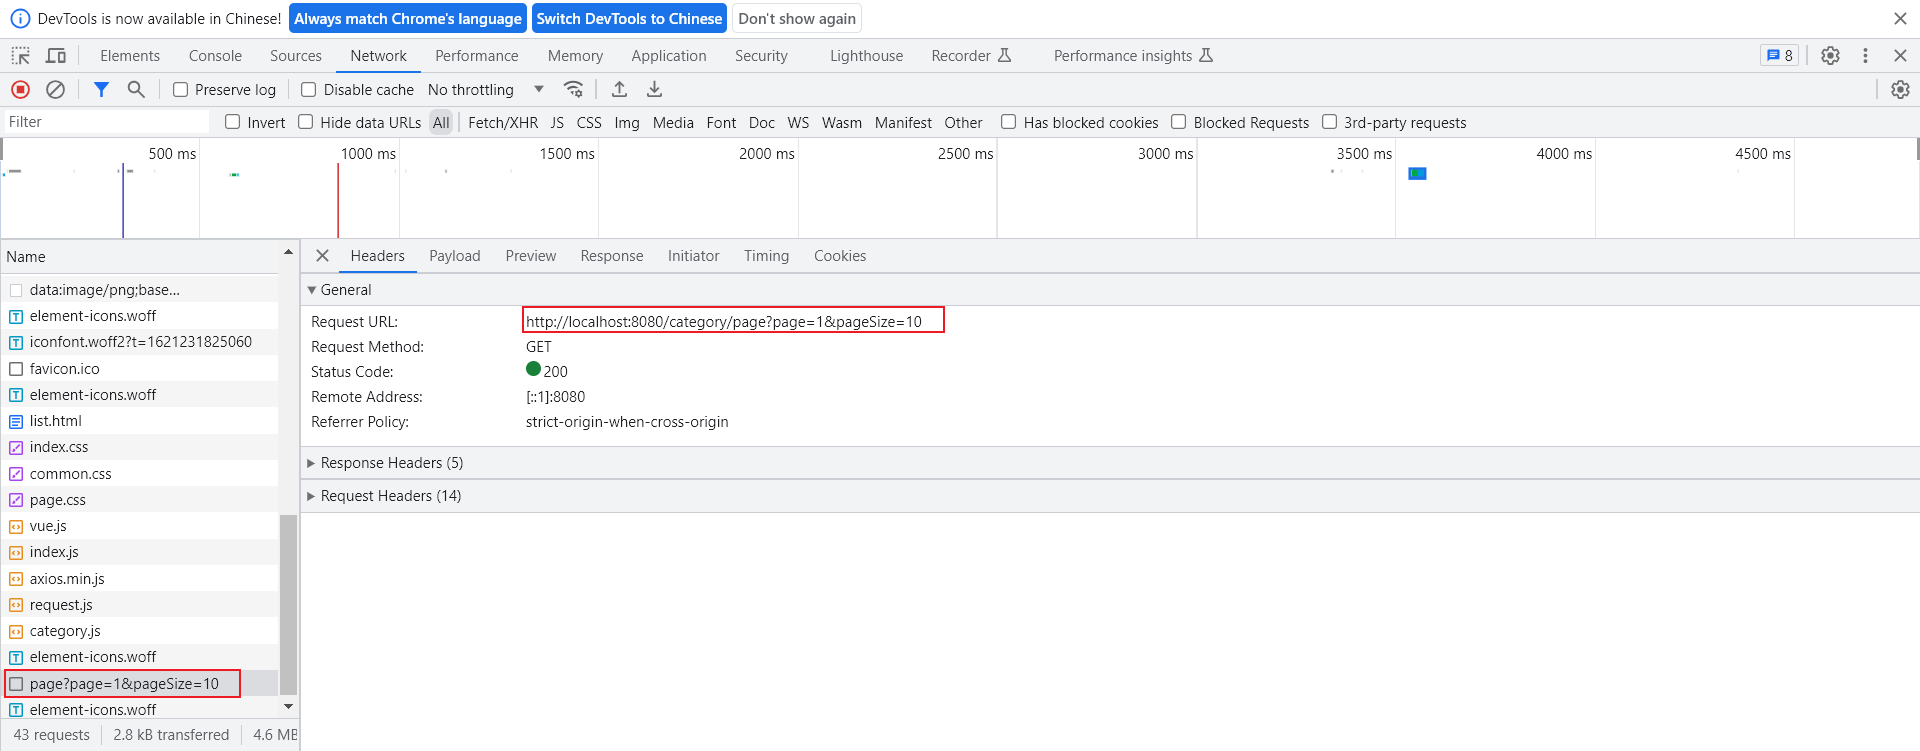 DevTools is now available in Chinese! Always match Chrome's language Switch DevTools to Chinese Don't show again
Elements Console Sources Network Performance Memory Application Security Lighthouse Recorder Performance insights 8
Preserve log Disable cache No throttling
Filter Invert Hide data URLs All Fetch/XHR JS CSS Img Media Font Doc WS Wasm Manifest Other Has blocked cookies Blocked Requests 3rd-party requests
500 ms 1000 ms 1500 ms 2000 ms 2500 ms 3000 ms 3500 ms 4000 ms 4500 ms
Name
data:image/png;base...
element-icons.woff
iconfont.woff2?t=1621231825060
favicon.ico
element-icons.woff
list.html
index.css
common.css
page.css
vue.js
index.js
axios.min.js
request.js
category.js
element-icons.woff
page?page=1&pageSize=10
element-icons.woff
43 requests 2.8 kB transferred 4.6 MB
Headers Payload Preview Response Initiator Timing Cookies
General
Request URL: http://localhost:8080/category/page?page=1&pageSize=10
Request Method: GET
Status Code: 200
Remote Address: [::1]:8080
Referrer Policy: strict-origin-when-cross-origin
Response Headers (5)
Request Headers (14)